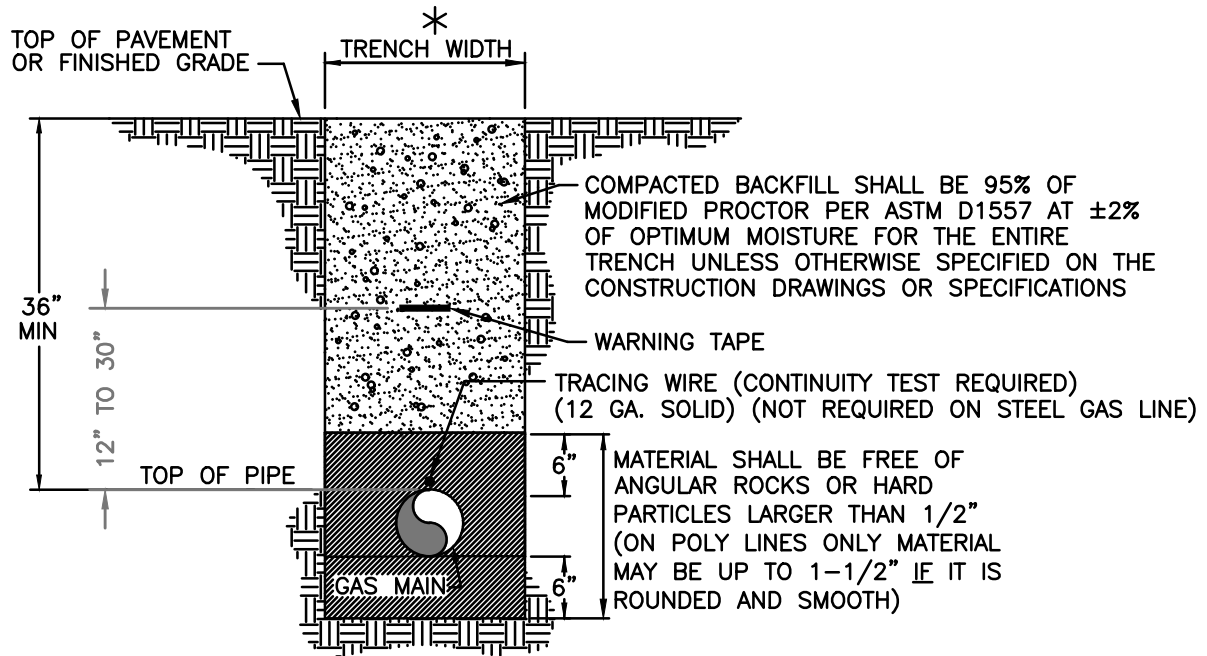 *
TRENCH WIDTH
TOP OF PAVEMENT
OR FINISHED GRADE
COMPACTED BACKFILL SHALL BE 95% OF
MODIFIED PROCTOR PER ASTM D1557 AT ±2%
OF OPTIMUM MOISTURE FOR THE ENTIRE
TRENCH UNLESS OTHERWISE SPECIFIED ON THE
CONSTRUCTION DRAWINGS OR SPECIFICATIONS
36"
MIN
12" TO 30"
WARNING TAPE
TRACING WIRE (CONTINUITY TEST REQUIRED)
(12 GA. SOLID) (NOT REQUIRED ON STEEL GAS LINE)
TOP OF PIPE
6"
MATERIAL SHALL BE FREE OF
ANGULAR ROCKS OR HARD
PARTICLES LARGER THAN 1/2"
(ON POLY LINES ONLY MATERIAL
MAY BE UP TO 1-1/2" IF IT IS
ROUNDED AND SMOOTH)
GAS MAIN
6"